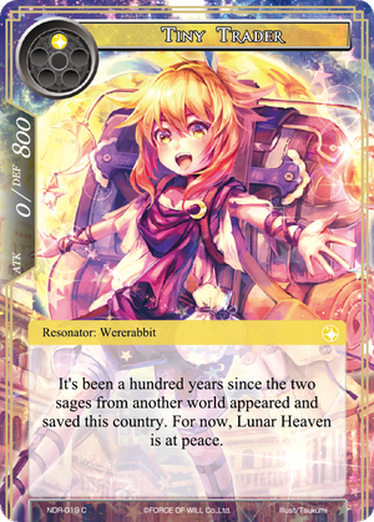 Tiny Trader
ATK 0 / DEF 800
Resonator: Wererabbit
It's been a hundred years since the two
sages from another world appeared and
saved this country. For now, Lunar Heaven
is at peace.
NDR-019 C ©FORCE OF WILL Co.,Ltd. Illust/Tsukumi